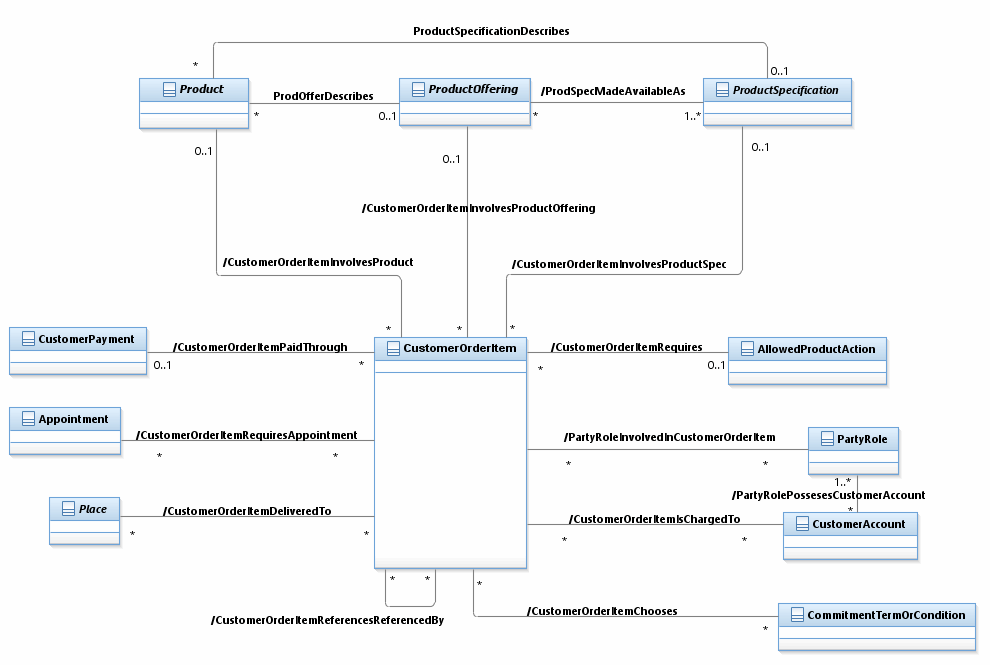 ProductSpecificationDescribes
*
0..1
Product
ProductOffering
ProductSpecification
ProdOfferDescribes
/ProdSpecMadeAvailableAs
*
0..1
*
1..*
0..1
0..1
0..1
/CustomerOrderItemInvolvesProductOffering
/CustomerOrderItemInvolvesProduct
/CustomerOrderItemInvolvesProductSpec
*
*
*
CustomerPayment
/CustomerOrderItemPaidThrough
CustomerOrderItem
/CustomerOrderItemRequires
AllowedProductAction
0..1
*
*
0..1
Appointment
/CustomerOrderItemRequiresAppointment
/PartyRoleInvolvedInCustomerOrderItem
PartyRole
*
*
*
*
1..*
/PartyRolePossesesCustomerAccount
*
Place
/CustomerOrderItemDeliveredTo
/CustomerOrderItemIsChargedTo
CustomerAccount
*
*
*
*
*
*
*
/CustomerOrderItemReferencesReferencedBy
/CustomerOrderItemChooses
CommitmentTermOrCondition
*